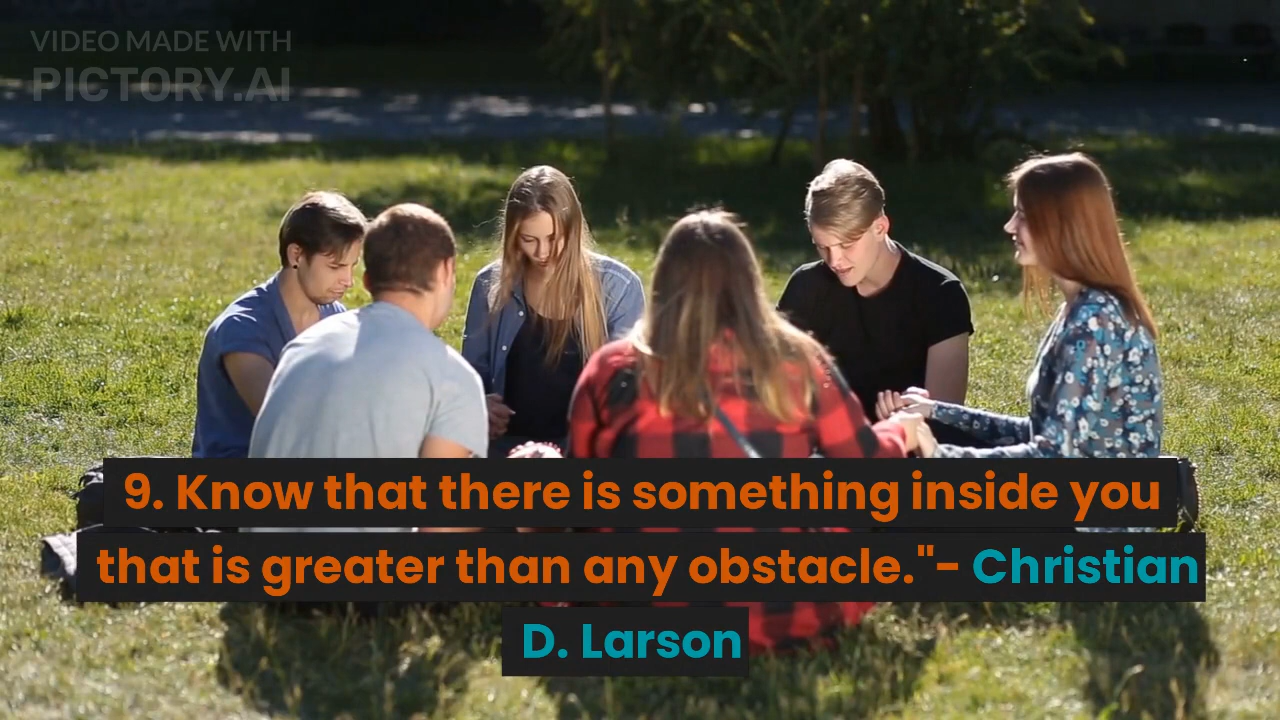 VIDEO MADE WITH
PICTORY.AI
9. Know that there is something inside you
that is greater than any obstacle."- Christian
D. Larson